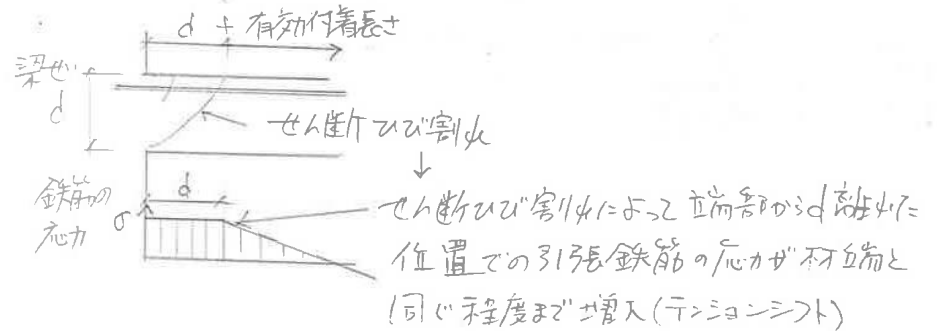 d + 有効付着長さ
梁せい
d
せん断ひび割れ
↓
d
鉄筋の
応力
σ
せん断ひび割れによって端部からd離れた
位置での引張鉄筋の応力が材端と
同じ程度まで増大(テンションシフト)